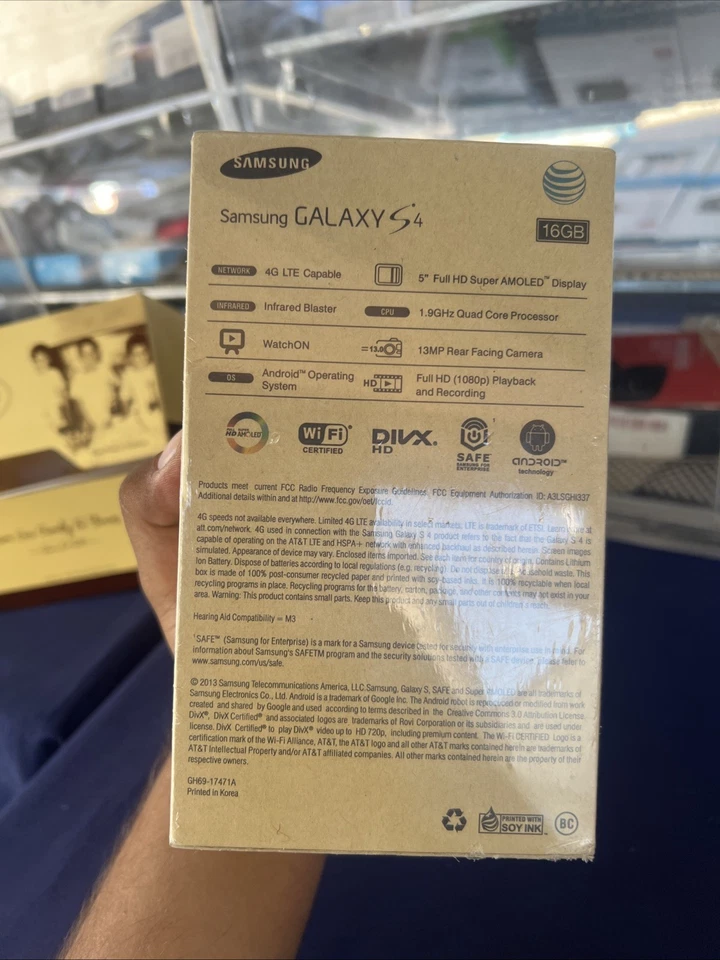 SAMSUNG
Samsung GALAXY S4
16GB
NETWORK 4G LTE Capable
5" Full HD Super AMOLED™ Display
INFRARED Infrared Blaster
CPU 1.9GHz Quad Core Processor
WatchON
13.0 13MP Rear Facing Camera
OS Android™ Operating
System
HD Full HD (1080p) Playback
and Recording
HD AMOLED
Wi Fi
CERTIFIED
DIVX.
HD
SAFE
SAMSUNG FOR
ENTERPRISE
ANDROID™
technology
Products meet current FCC Radio Frequency Exposure Guidelines. FCC Equipment Authorization ID: A3LSGHI337
Additional details within and at http://www.fcc.gov/oet/fccid.
4G speeds not available everywhere. Limited 4G LTE availability in select markets. LTE is trademark of ETSI. Learn more at
att.com/network. 4G used in connection with the Samsung Galaxy S 4 product refers to the fact that the Galaxy S 4 is
capable of operating on the AT&T LTE and HSPA+ network with enhanced backhaul as described herein. Screen images
simulated. Appearance of device may vary. Enclosed items imported. See each item for country of origin. Contains Lithium
Ion Battery. Dispose of batteries according to local regulations (e.g. recycling). Do not dispose as household waste. This
box is made of 100% post-consumer recycled paper and printed with soy-based inks. It is 100% recyclable when local
recycling programs in place. Recycling programs for the battery, carton, package, and other contents may not exist in your
area. Warning: This product contains small parts. Keep this product and any small parts out of children's reach.
Hearing Aid Compatibility = M3
¹SAFE™ (Samsung for Enterprise) is a mark for a Samsung device tested for security with enterprise use in mind. For
information about Samsung's SAFETM program and the security solutions tested with a SAFE device, please refer to
www.samsung.com/us/safe.
© 2013 Samsung Telecommunications America, LLC. Samsung, Galaxy S, SAFE and Super AMOLED are all trademarks of
Samsung Electronics Co., Ltd. Android is a trademark of Google Inc. The Android robot is reproduced or modified from work
created and shared by Google and used according to terms described in the Creative Commons 3.0 Attribution License.
DivX®, DivX Certified® and associated logos are trademarks of Rovi Corporation or its subsidiaries and are used under
license. DivX Certified® to play DivX® video up to HD 720p, including premium content. The Wi-Fi CERTIFIED Logo is a
certification mark of the Wi-Fi Alliance, AT&T, the AT&T logo and all other AT&T marks contained herein are trademarks of
AT&T Intellectual Property and/or AT&T affiliated companies. All other marks contained herein are the property of their
respective owners.
GH69-17471A
Printed in Korea
PRINTED WITH
SOY INK
BC